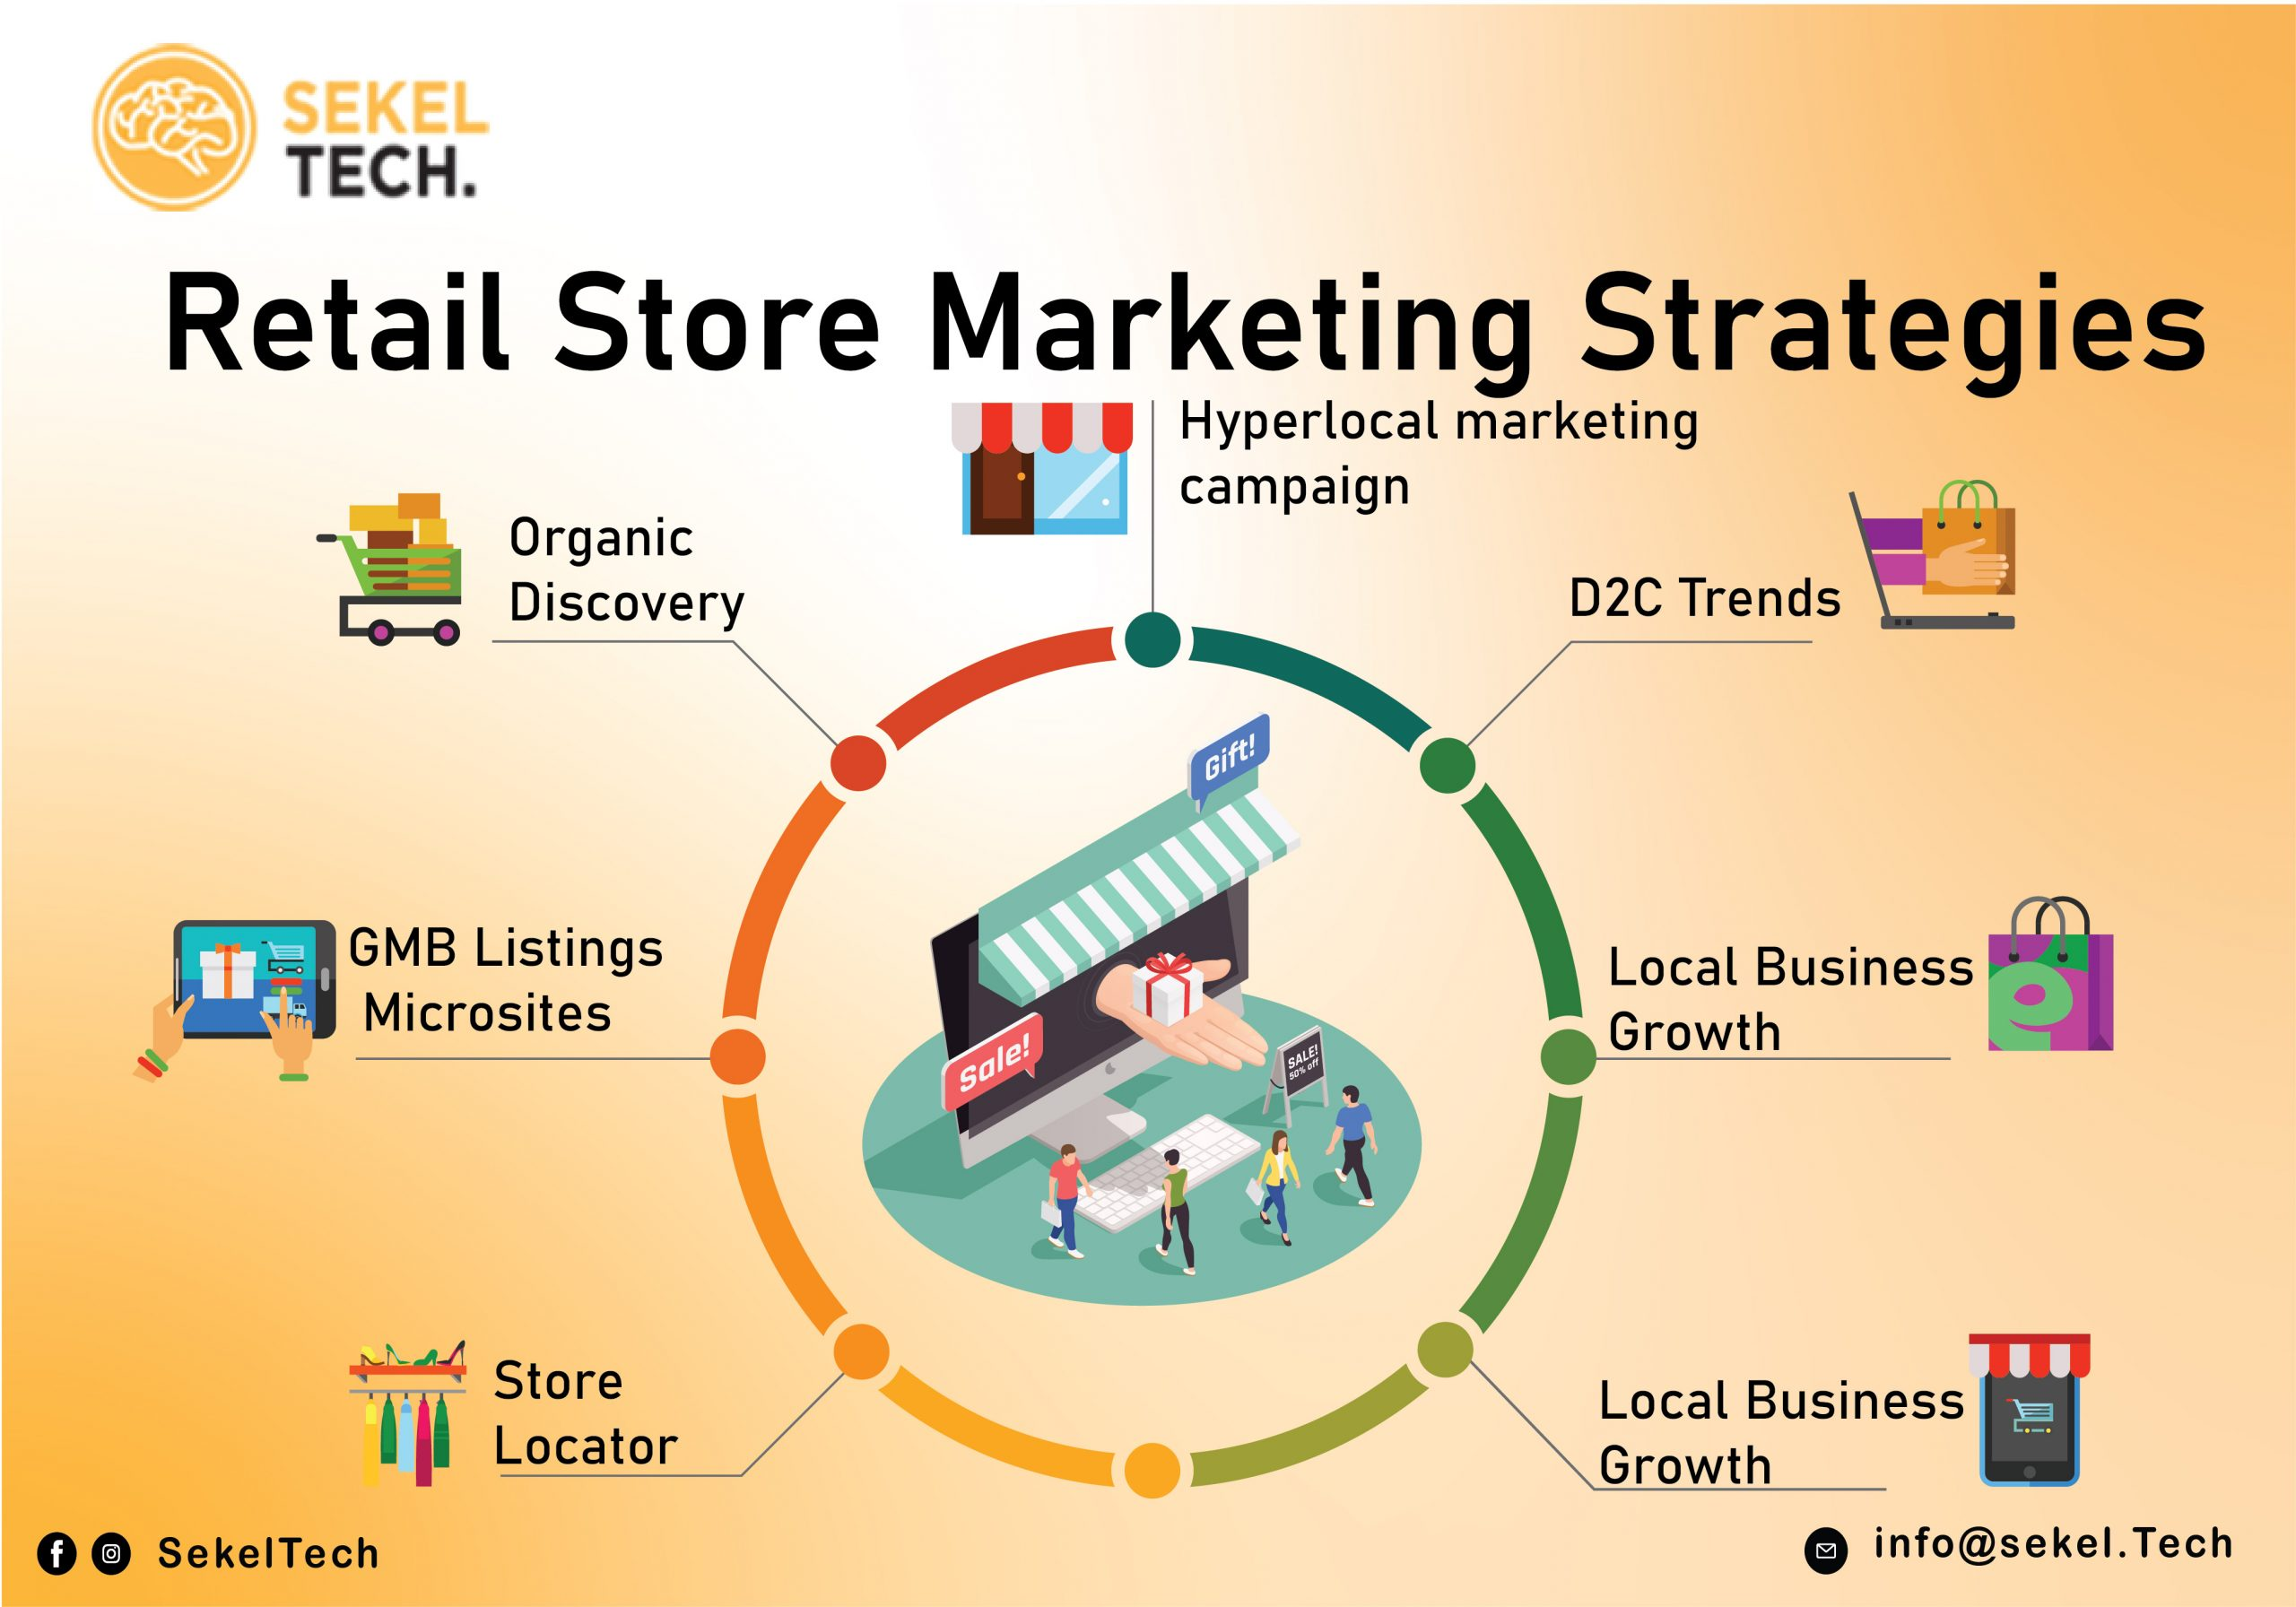 SEKEL
TECH.
Retail Store Marketing Strategies
Hyperlocal marketing
campaign
Organic
Discovery
D2C Trends
Gift!
GMB Listings
Microsites
Local Business
Growth
Sale!
SALE!
50% off
Store
Locator
Local Business
Growth
SekelTech
info@sekel.Tech